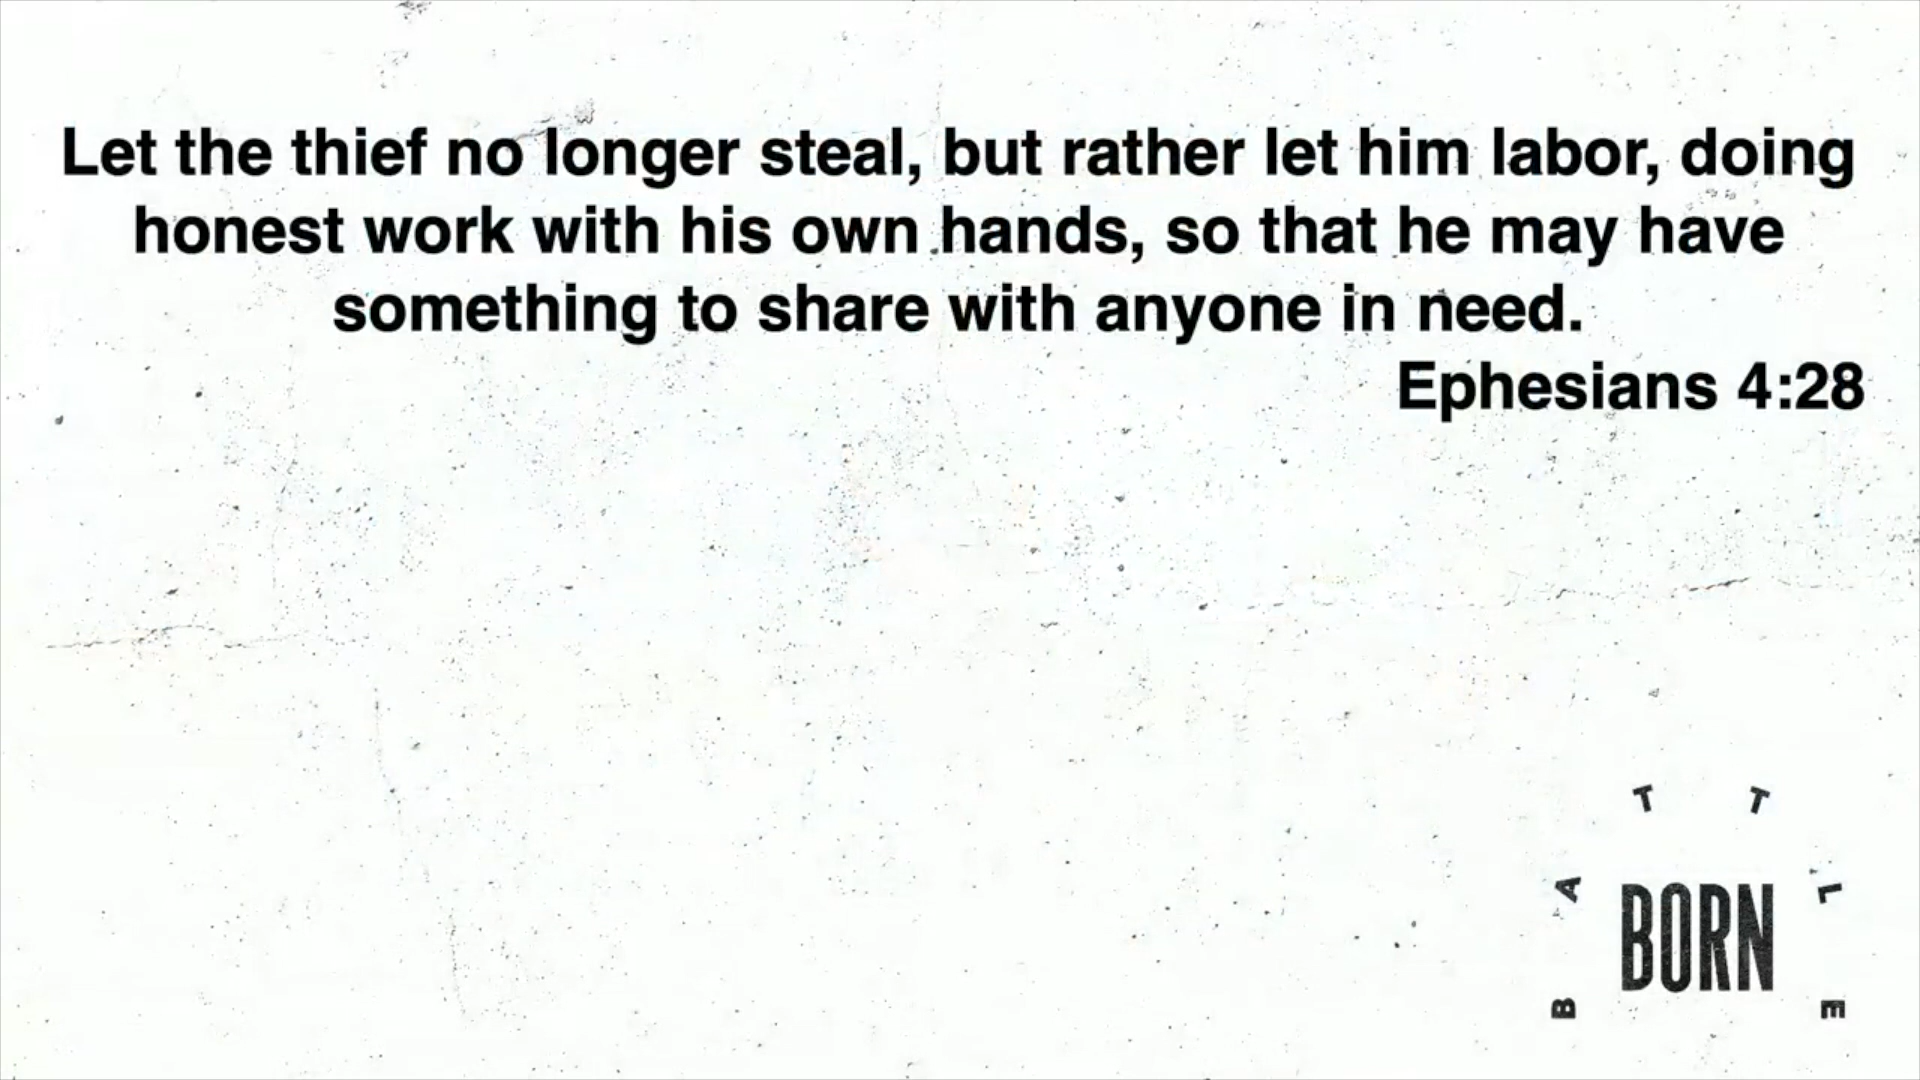 Let the thief no longer steal, but rather let him labor, doing
honest work with his own hands, so that he may have
something to share with anyone in need.
Ephesians 4:28
BATTLE
BORN